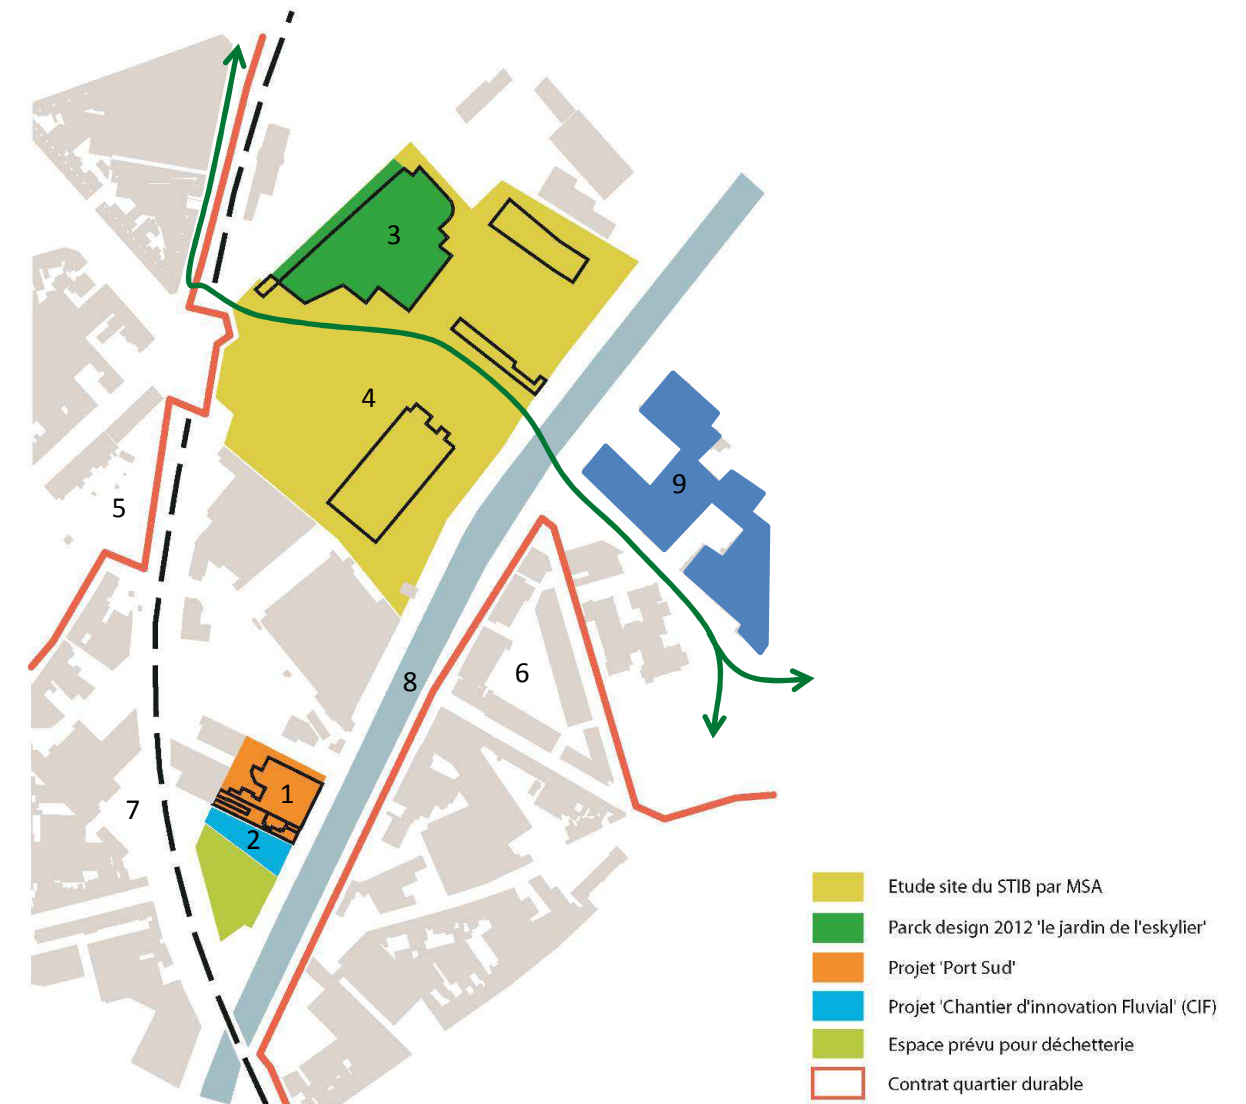 3
4
9
5
6
8
1
7
2
Etude site du STIB par MSA
Parck design 2012 'le jardin de l'eskylier'
Projet 'Port Sud'
Projet 'Chantier d'innovation Fluvial' (CIF)
Espace prévu pour déchetterie
Contrat quartier durable